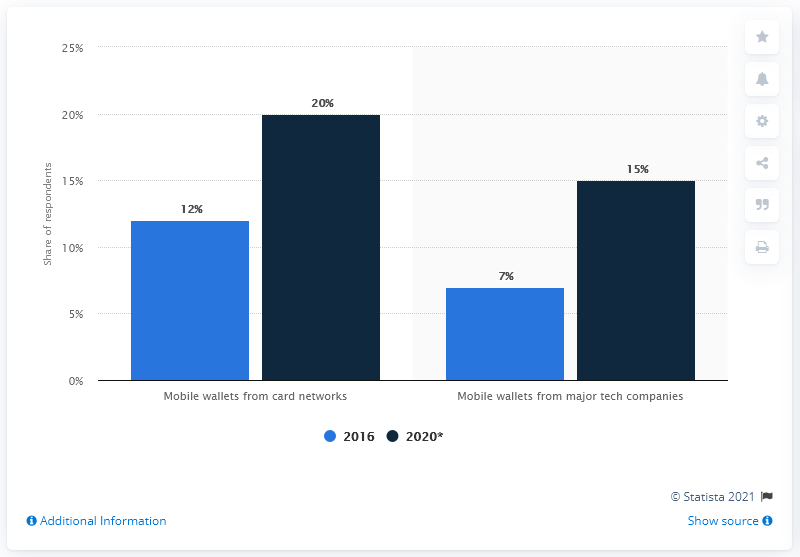 25%
20%
15%
10%
5%
0%
Share of respondents
12%
20%
7%
15%
Mobile wallets from card networks
Mobile wallets from major tech companies
2016
2020*
© Statista 2021
Additional Information
Show source